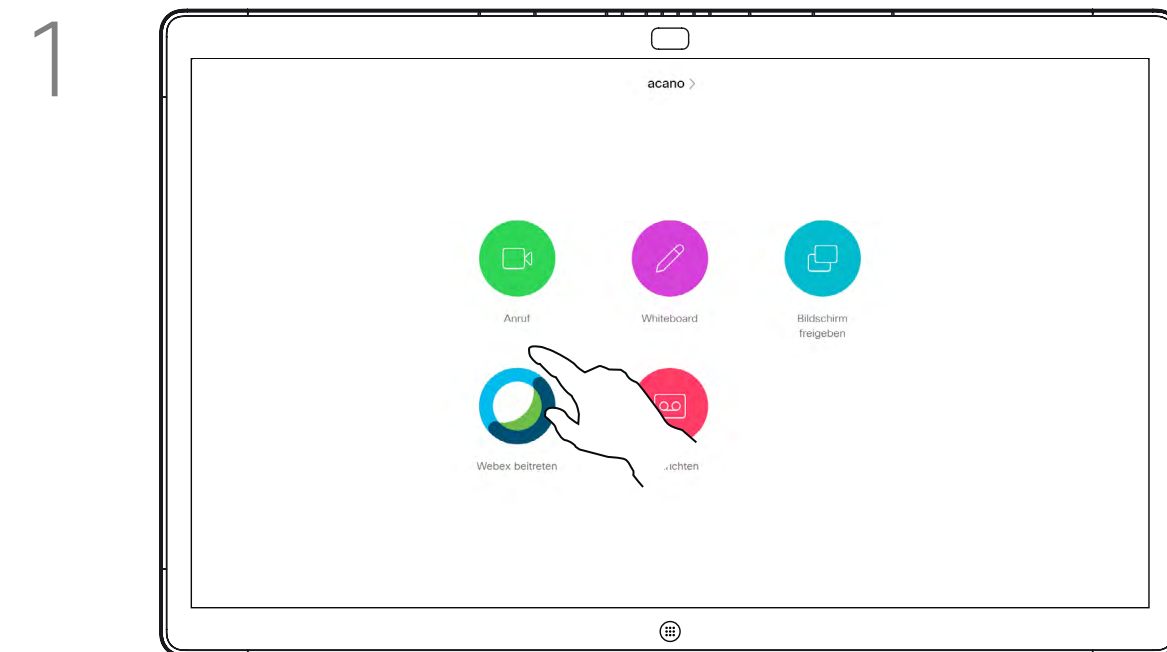 1
acano
Anruf
Whiteboard
Bildschirm
freigeben
Webex beitreten